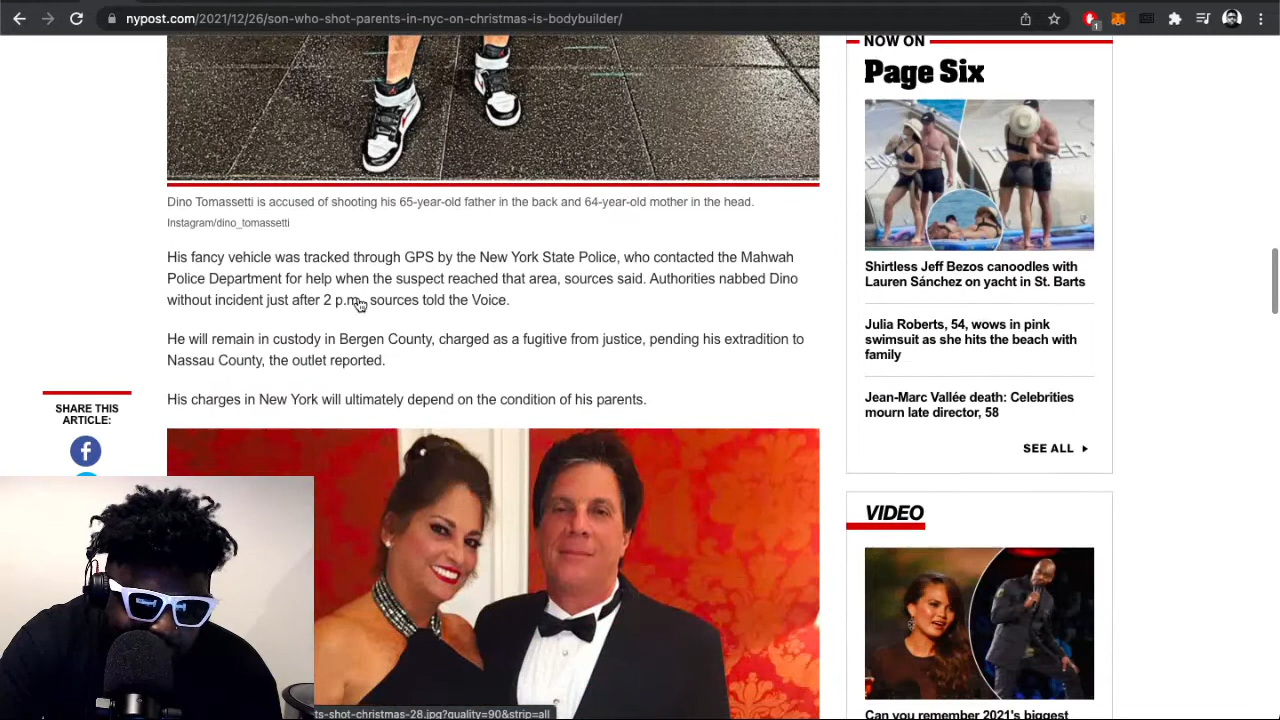 nypost.com/2021/12/26/son-who-shot-parents-in-nyc-on-christmas-is-bodybuilder/
1
Dino Tomassetti is accused of shooting his 65-year-old father in the back and 64-year-old mother in the head.
Instagram/dino_tomassetti
His fancy vehicle was tracked through GPS by the New York State Police, who contacted the Mahwah
Police Department for help when the suspect reached that area, sources said. Authorities nabbed Dino
without incident just after 2 p.m., sources told the Voice.
He will remain in custody in Bergen County, charged as a fugitive from justice, pending his extradition to
Nassau County, the outlet reported.
His charges in New York will ultimately depend on the condition of his parents.
SHARE THIS
ARTICLE:
f
ts-shot-christmas-28.jpg?quality=90&strip=all
NOW ON
Page Six
Shirtless Jeff Bezos canoodles with
Lauren Sánchez on yacht in St. Barts
Julia Roberts, 54, wows in pink
swimsuit as she hits the beach with
family
Jean-Marc Vallée death: Celebrities
mourn late director, 58
SEE ALL
VIDEO
Can you remember 2021's biggest